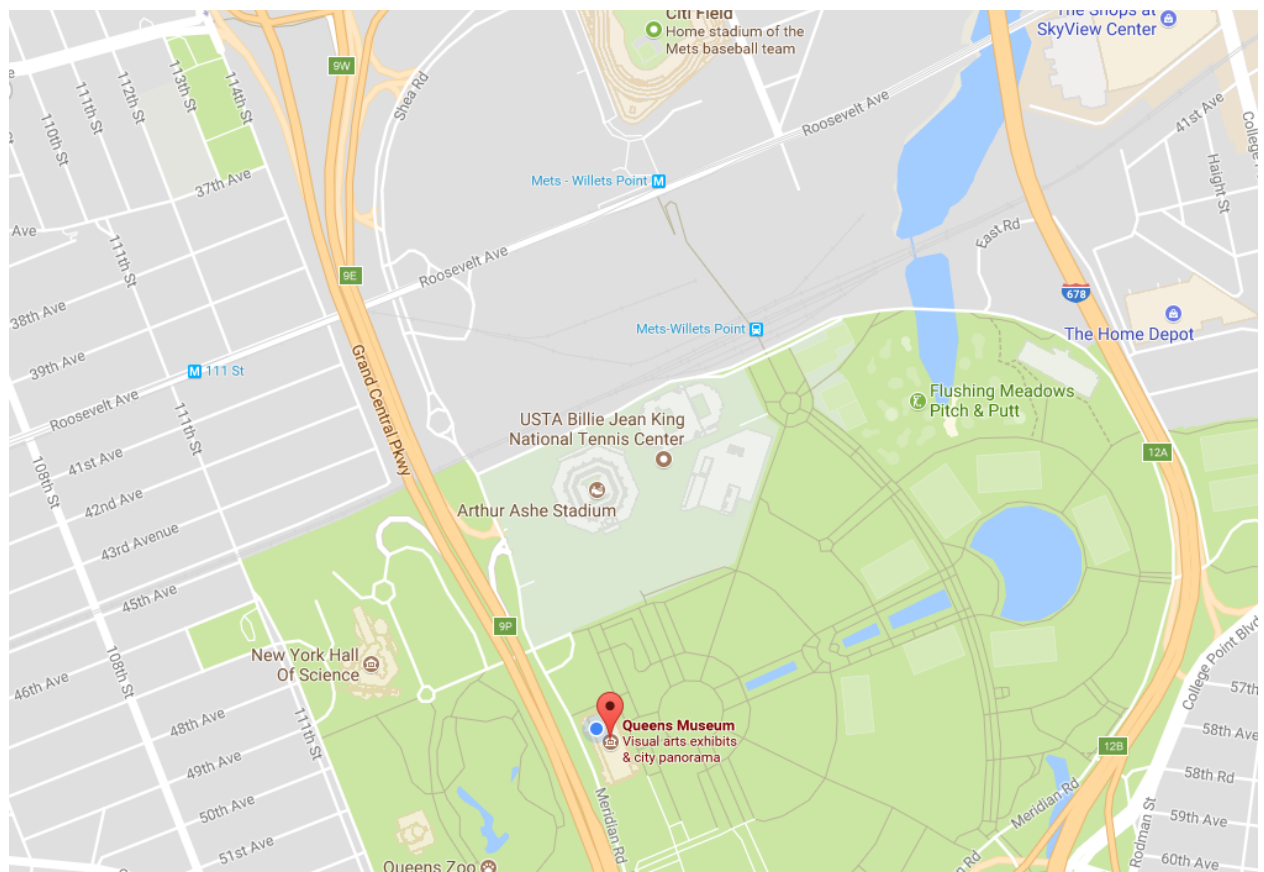 Citi Field
Home stadium of the
Mets baseball team
The Shops at
SkyView Center
9W
Shea Rd
114th St
113th St
112th St
111th St
110th St
37th Ave
Ave
Roosevelt Ave
41st Ave
College
Haight St
Mets - Willets Point
M
East Rd
111th St
Roosevelt Ave
9E
678
38th Ave
Mets-Willets Point
The Home Depot
39th Ave
M
111 St
Grand Central Pkwy
Flushing Meadows
Pitch & Putt
Roosevelt Ave
111th St
USTA Billie Jean King
National Tennis Center
12A
41st Ave
108th St
42nd Ave
Arthur Ashe Stadium
43rd Avenue
45th Ave
9P
New York Hall
Of Science
46th Ave
108th St
48th Ave
111th St
College Point Blvd
57th
58th Ave
Queens Museum
Visual arts exhibits
& city panorama
12B
49th Ave
58th Rd
50th Ave
Meridian Rd
Meridian Rd
59th Ave
Rodman St
51st Ave
60th Ave
Queens Zoo
Rd